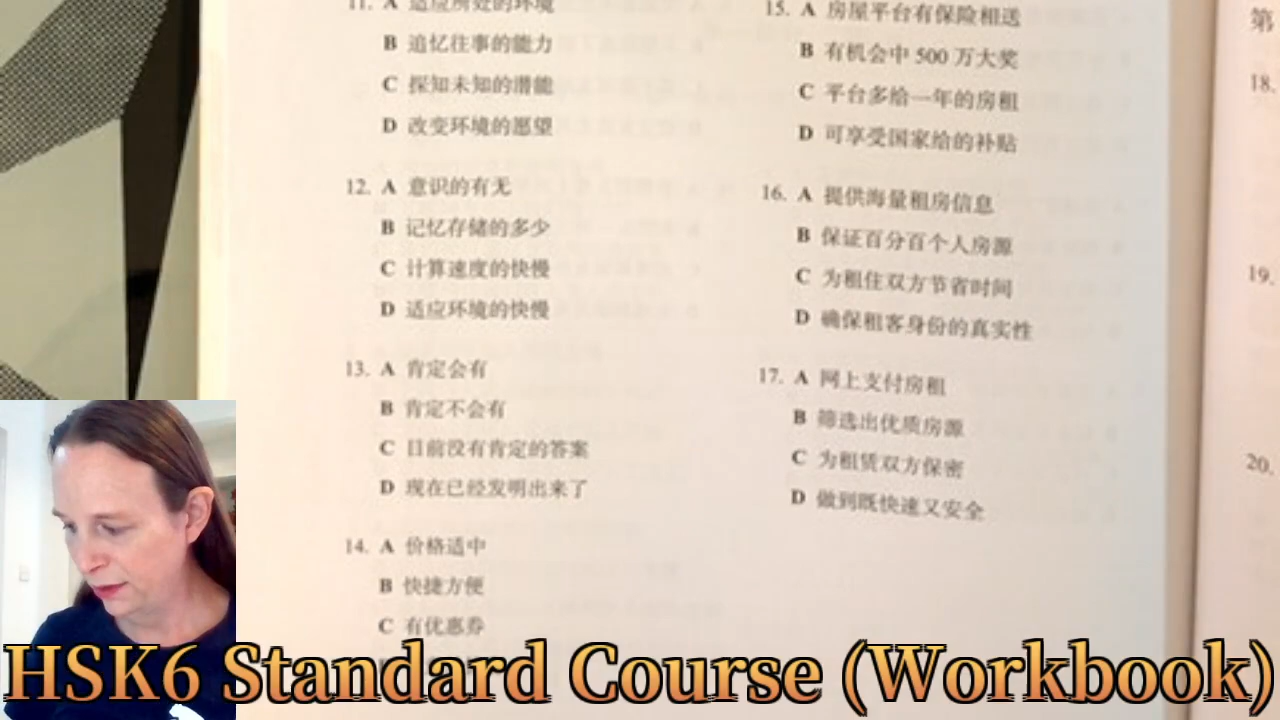 11. A 适应所处的环境
B 追忆往事的能力
C 探知未知的潜能
D 改变环境的愿望
12. A 意识的有无
B 记忆存储的多少
C 计算速度的快慢
D 适应环境的快慢
13. A 肯定会有
B 肯定不会有
C 目前没有肯定的答案
D 现在已经发明出来了
14. A 价格适中
B 快捷方便
C 有优惠券
15. A 房屋平台有保险相送
B 有机会中 500 万大奖
C 平台多给一年的房租
D 可享受国家给的补贴
16. A 提供海量租房信息
B 保证百分百个人房源
C 为租住双方节省时间
D 确保租客身份的真实性
17. A 网上支付房租
B 筛选出优质房源
C 为租赁双方保密
D 做到既快速又安全
第
18.
19.
20.
HSK6 Standard Course (Workbook)